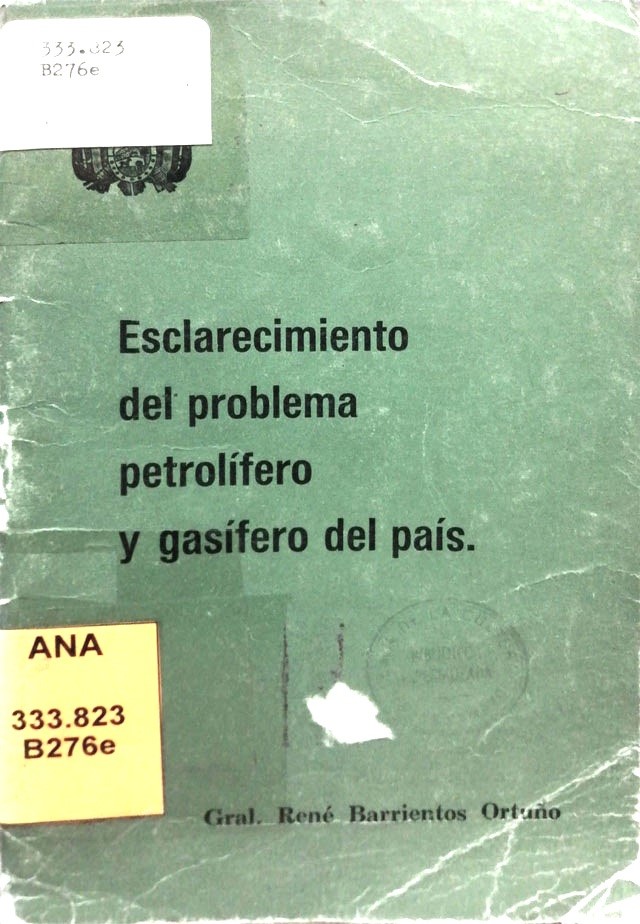 333.823
B276e
Esclarecimiento
del problema
petrolífero
y gasífero del país.
ANA
333.823
B276e
Gral. René Barrientos Ortuño